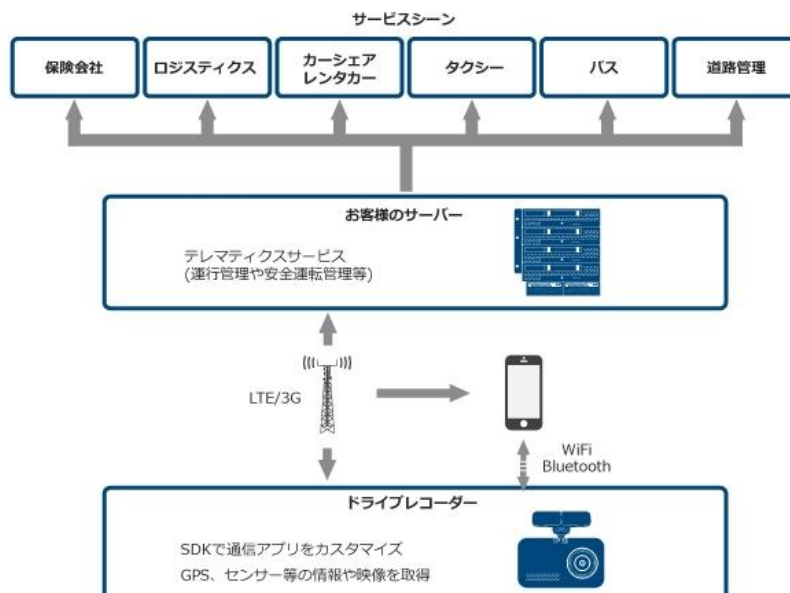 サービスシーン
保険会社
ロジスティクス
カーシェア
レンタカー
タクシー
バス
道路管理
お客様のサーバー
テレマティクスサービス
(運行管理や安全運転管理等)
LTE/3G
WiFi
Bluetooth
ドライブレコーダー
SDKで通信アプリをカスタマイズ
GPS、センサー等の情報や映像を取得